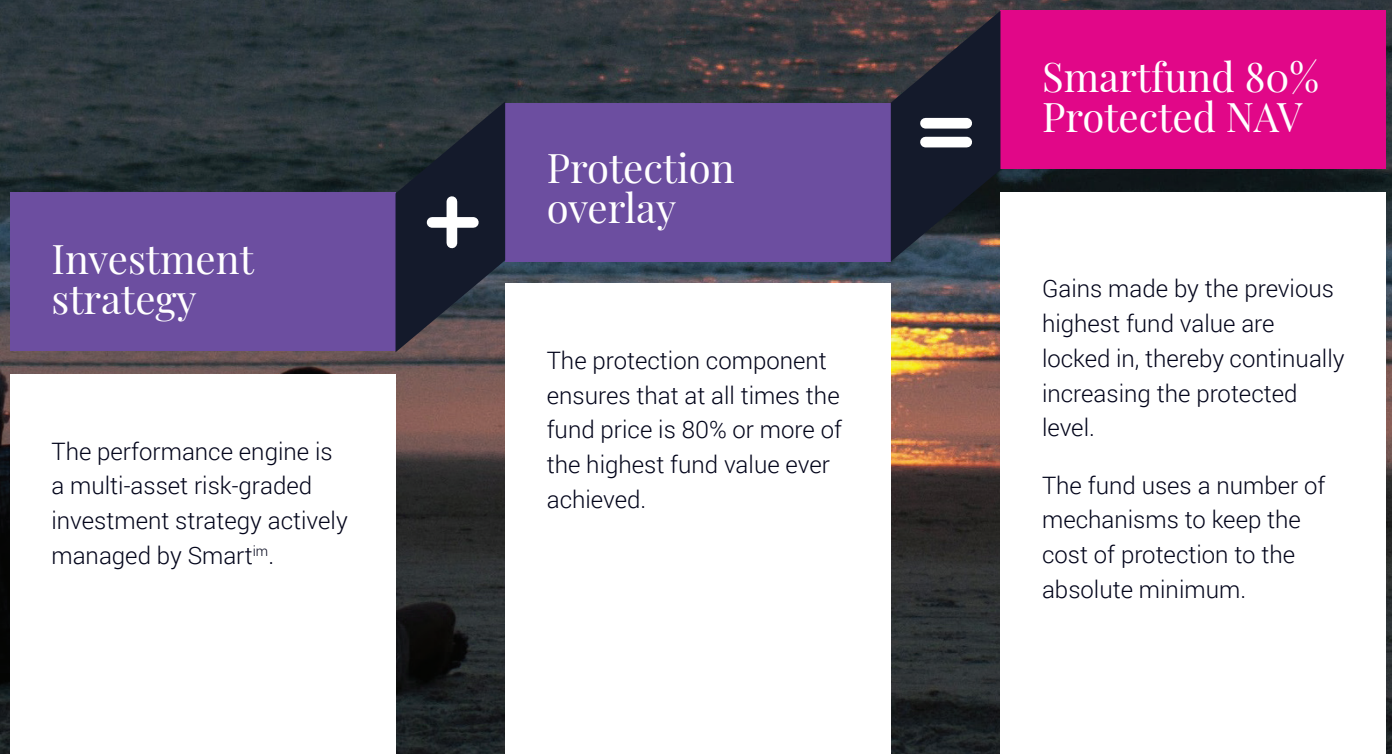 Investment
strategy
The performance engine is
a multi-asset risk-graded
investment strategy actively
managed by Smartim.
+
Protection
overlay
The protection component
ensures that at all times the
fund price is 80% or more of
the highest fund value ever
achieved.
=
Smartfund 80%
Protected NAV
Gains made by the previous
highest fund value are
locked in, thereby continually
increasing the protected
level.
The fund uses a number of
mechanisms to keep the
cost of protection to the
absolute minimum.